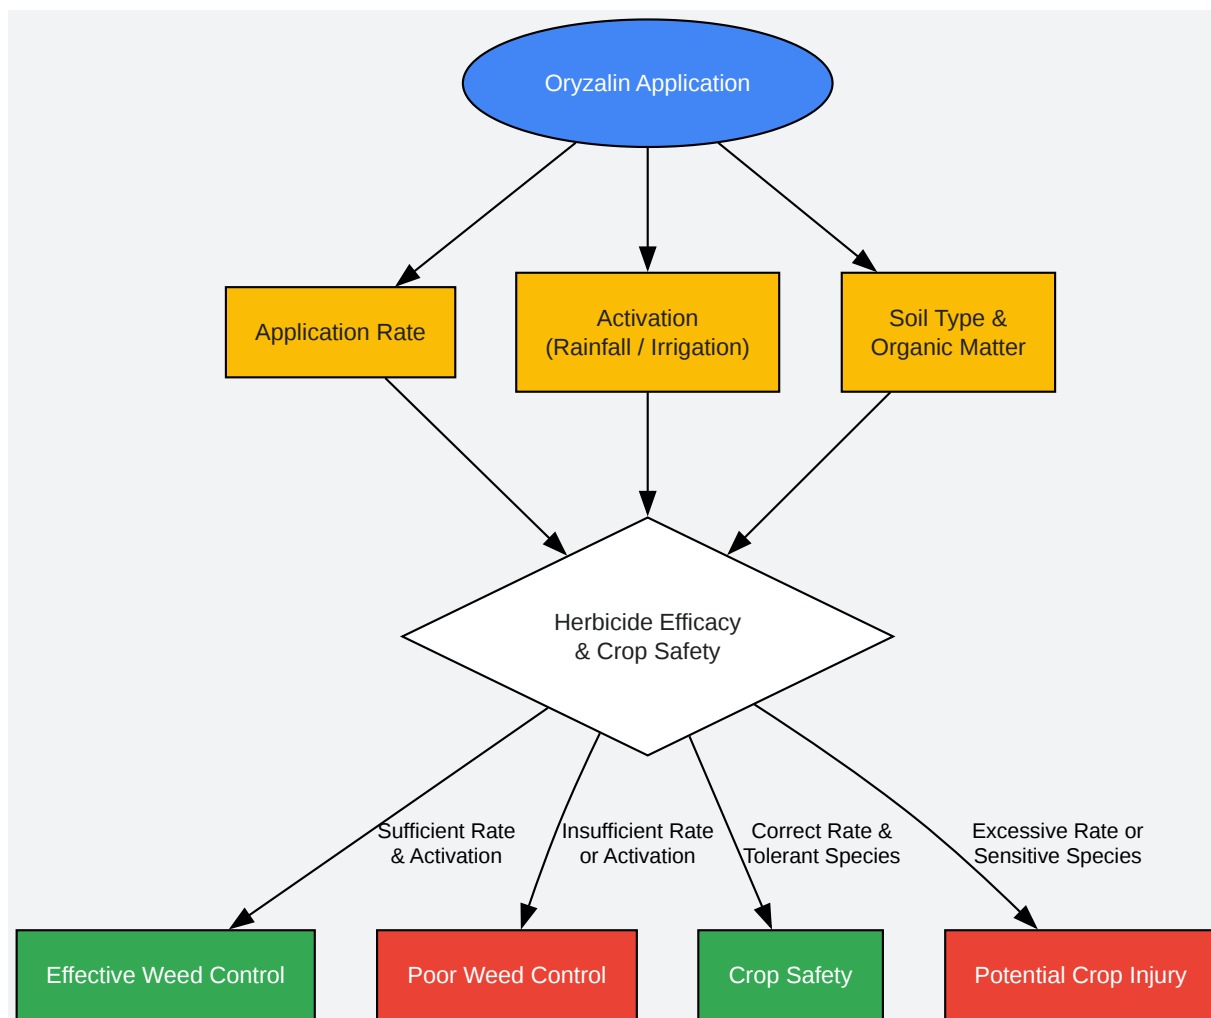 Oryzalin Application
Application Rate
Activation
(Rainfall / Irrigation)
Soil Type &
Organic Matter
Herbicide Efficacy
& Crop Safety
Sufficient Rate
& Activation
Insufficient Rate
or Activation
Correct Rate &
Tolerant Species
Excessive Rate or
Sensitive Species
Effective Weed Control
Poor Weed Control
Crop Safety
Potential Crop Injury